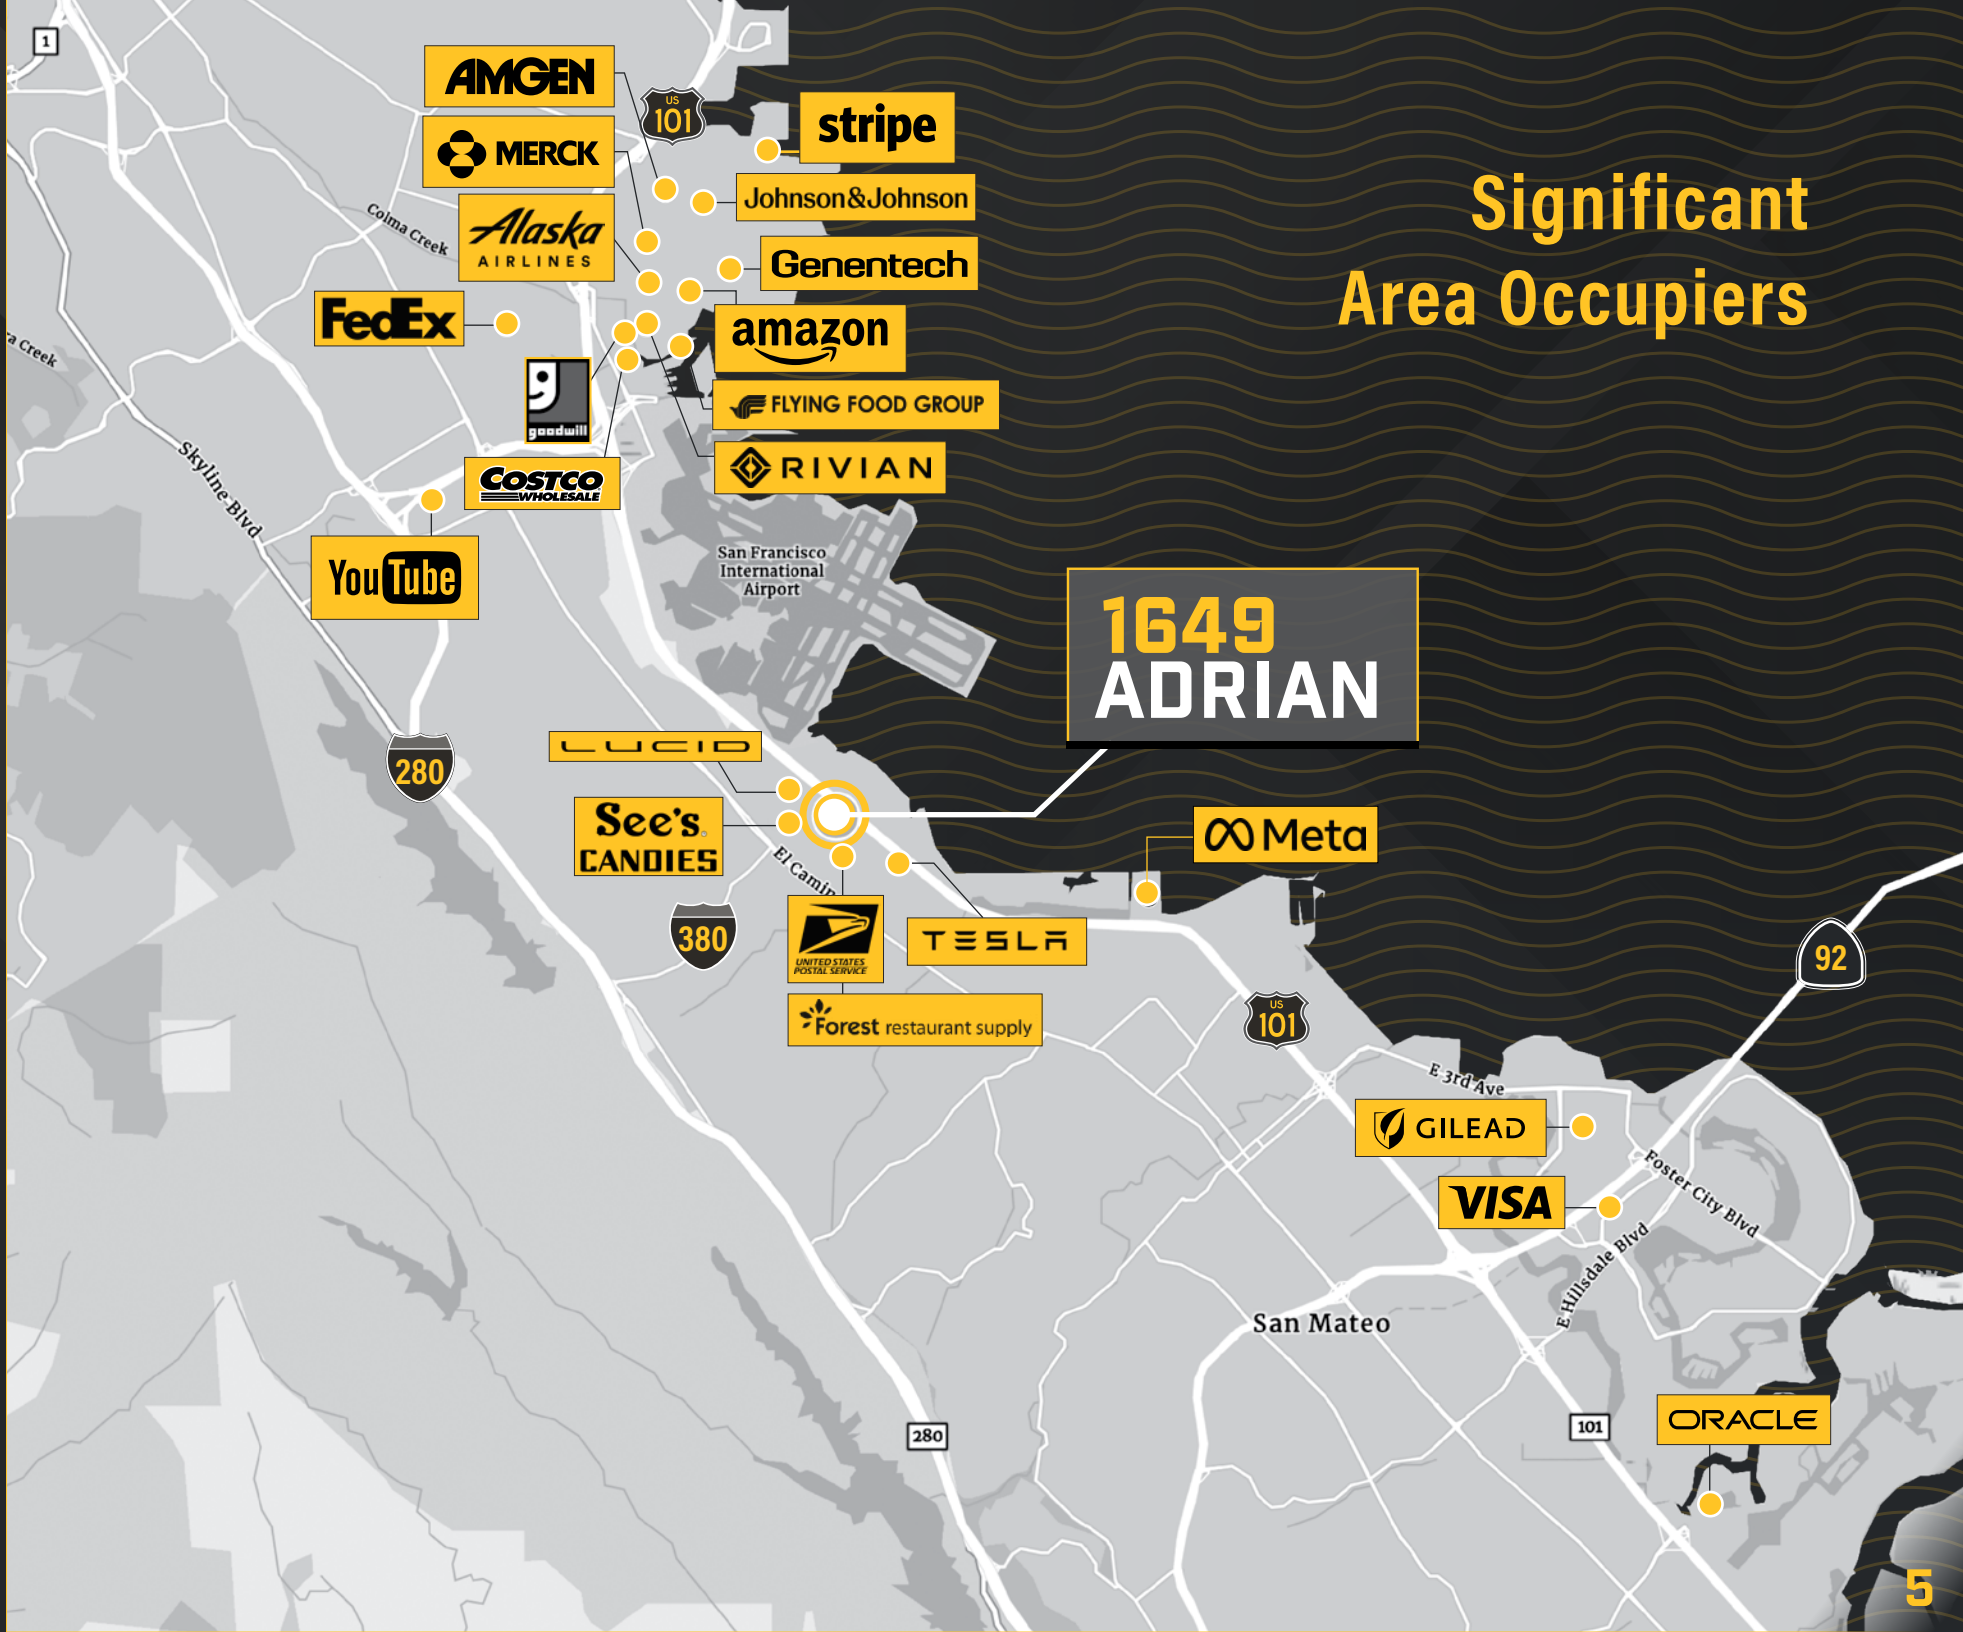 Significant
Area Occupiers
1
AMGEN
US
101
stripe
MERCK
Johnson&Johnson
Colma Creek
Alaska
AIRLINES
Genentech
FedEx
amazon
a Creek
goodwill
FLYING FOOD GROUP
RIVIAN
COSTCO
WHOLESALE
Skyline Blvd
YouTube
San Francisco
International
Airport
1649
ADRIAN
LUCID
280
See's
CANDIES
Meta
El Camin
380
UNITED STATES
POSTAL SERVICE
TESLA
92
Forest restaurant supply
US
101
E 3rd Ave
GILEAD
VISA
Foster City Blvd
E Hillsdale Blvd
San Mateo
280
101
ORACLE
5